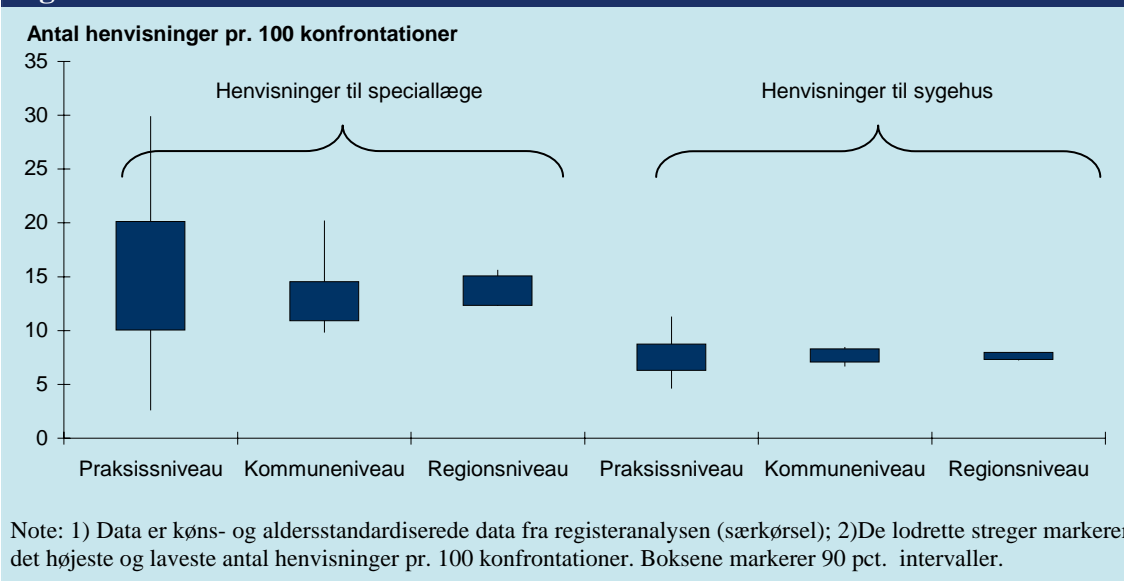 Antal henvisninger pr. 100 konfrontationer
35
30
25
20
15
10
5
0
Henvisninger til speciallæge
Henvisninger til sygehus
Praksissniveau Kommuneniveau Regionsniveau Praksissniveau Kommuneniveau Regionsniveau
Note: 1) Data er køns- og aldersstandardiserede data fra registeranalysen (særkørsel); 2)De lodrette streger markerer
det højeste og laveste antal henvisninger pr. 100 konfrontationer. Boksene markerer 90 pct. intervaller.